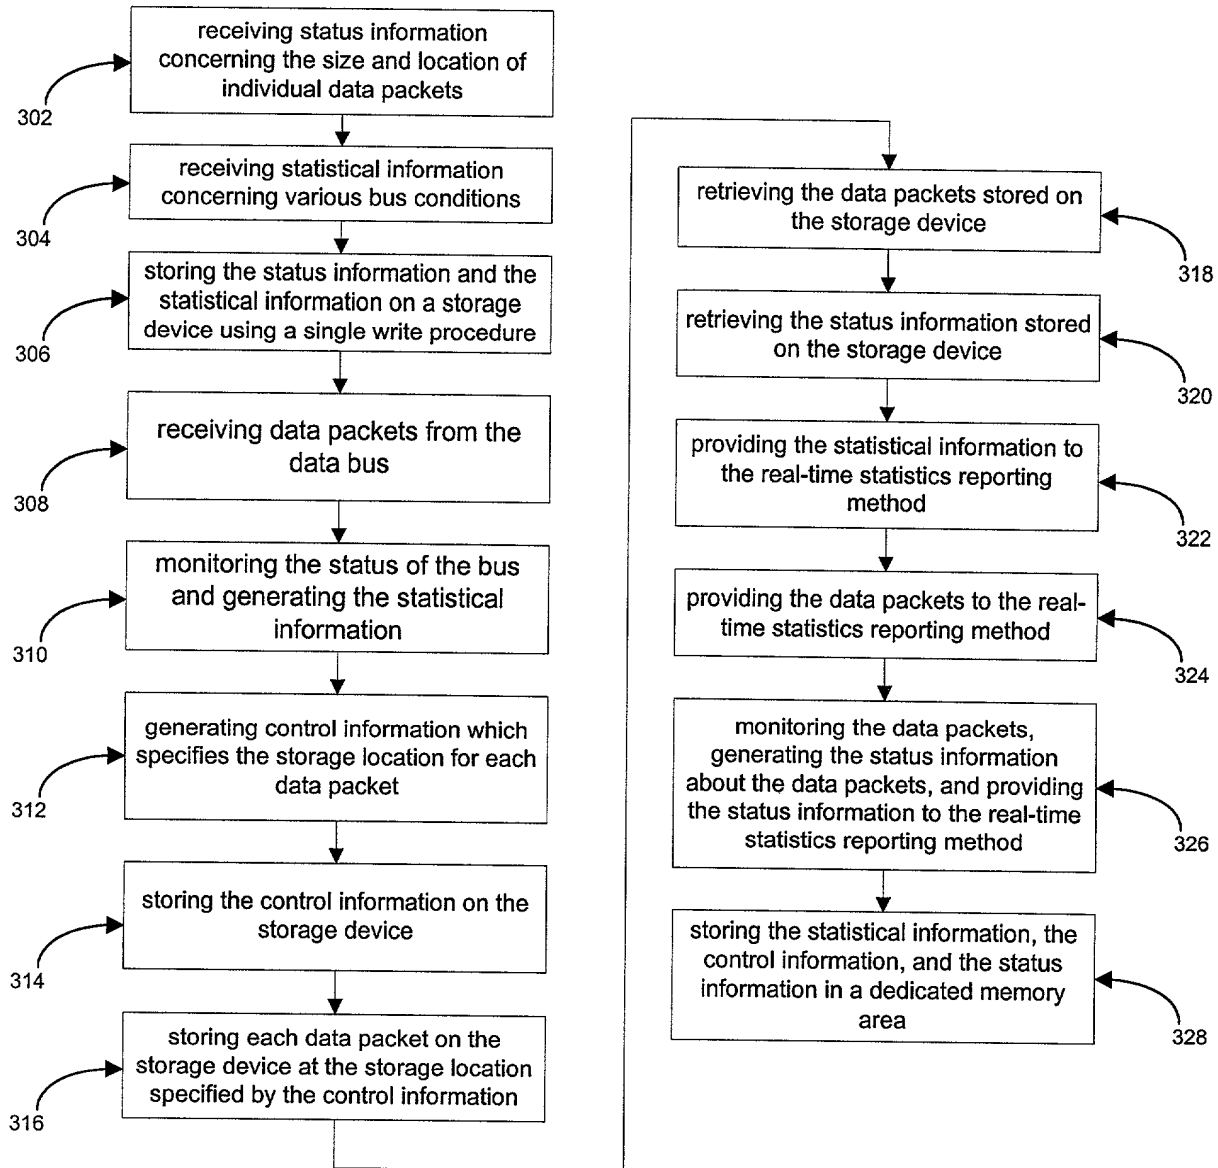 receiving status information
concerning the size and location of
individual data packets
302
receiving statistical information
concerning various bus conditions
304
storing the status information and the
statistical information on a storage
device using a single write procedure
306
receiving data packets from the
data bus
308
monitoring the status of the bus
and generating the statistical
information
310
generating control information which
specifies the storage location for each
data packet
312
storing the control information on the
storage device
314
storing each data packet on the
storage device at the storage location
specified by the control information
316
retrieving the data packets stored on
the storage device
318
retrieving the status information stored
on the storage device
320
providing the statistical information to
the real-time statistics reporting
method
322
providing the data packets to the real-
time statistics reporting method
324
monitoring the data packets,
generating the status information
about the data packets, and providing
the status information to the real-time
statistics reporting method
326
storing the statistical information, the
control information, and the status
information in a dedicated memory
area
328